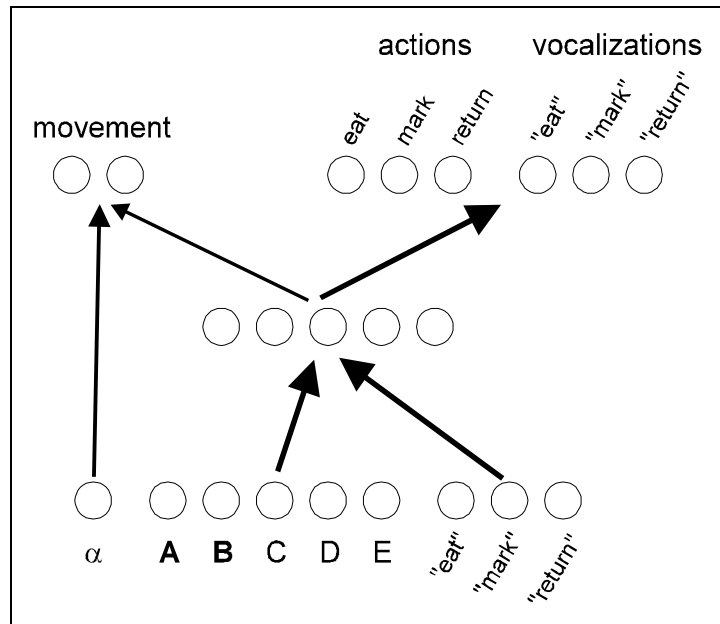 actions vocalizations
eat mark return "eat" "mark" "return"
movement
α A B C D E "eat" "mark" "return"